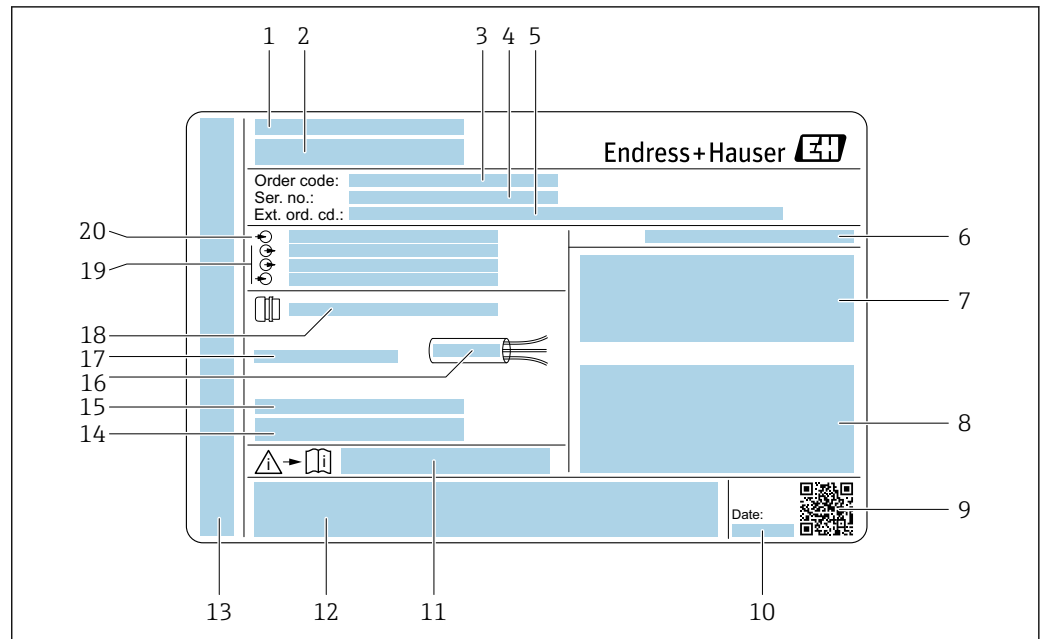 1 2 3 4 5
Endress+Hauser EH
Order code:
Ser. no.:
Ext. ord. cd.:
20
6
19
7
18
17
16
15
14
8
i i
Date:
9
13 12 11 10